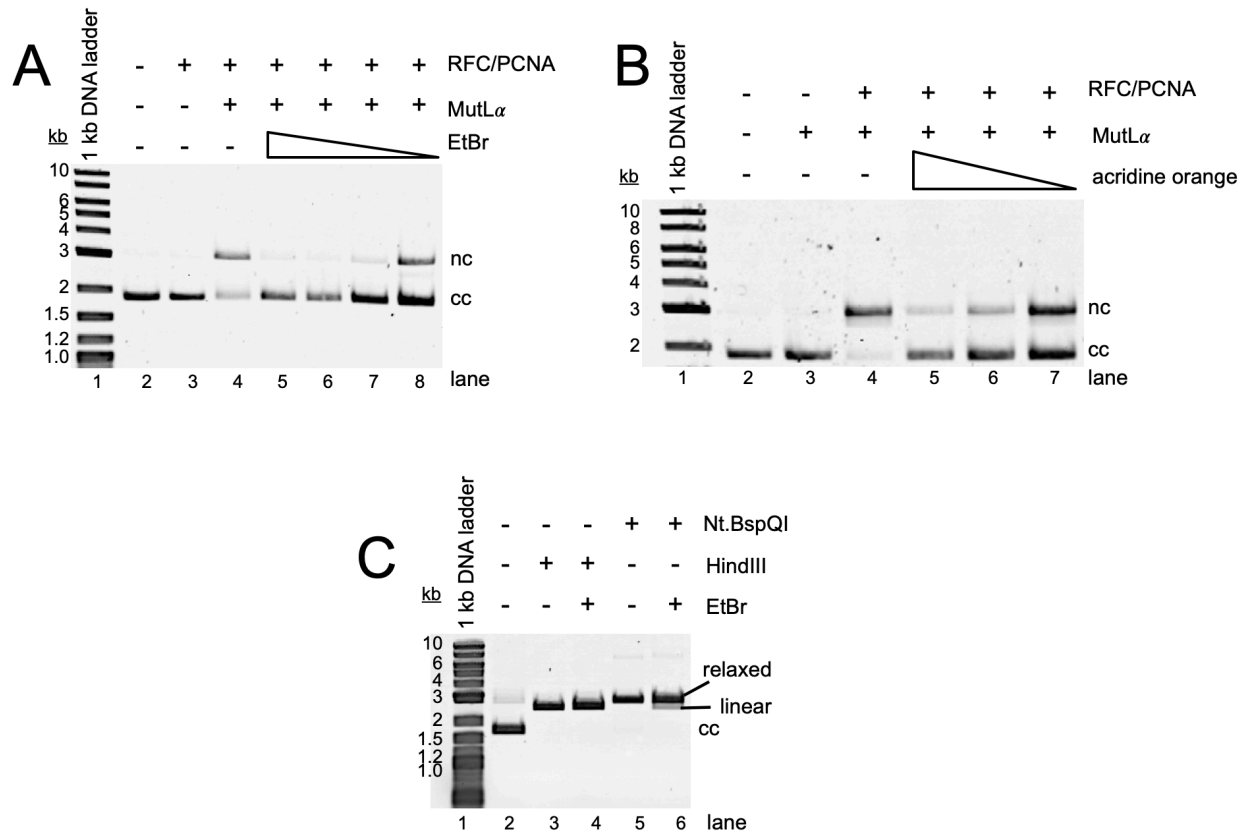 A
1 kb DNA ladder
- + + + + + + RFC/PCNA
- - + + + + + MutLα
kb
- - - EtBr
10
6
5
4
3
nc
2
cc
1.5
1.2
1.0
1 2 3 4 5 6 7 8 lane
B
1 kb DNA ladder
- - + + + + RFC/PCNA
- + + + + + MutLα
kb
- - - acridine orange
10
8
6
5
4
3
nc
2
cc
1 2 3 4 5 6 7 lane
C
1 kb DNA ladder
- - - + + Nt.BspQI
- + + - - HindIII
kb
- - + - + EtBr
10
6
4
3
relaxed
linear
2
cc
1.5
1.2
1.0
1 2 3 4 5 6 lane